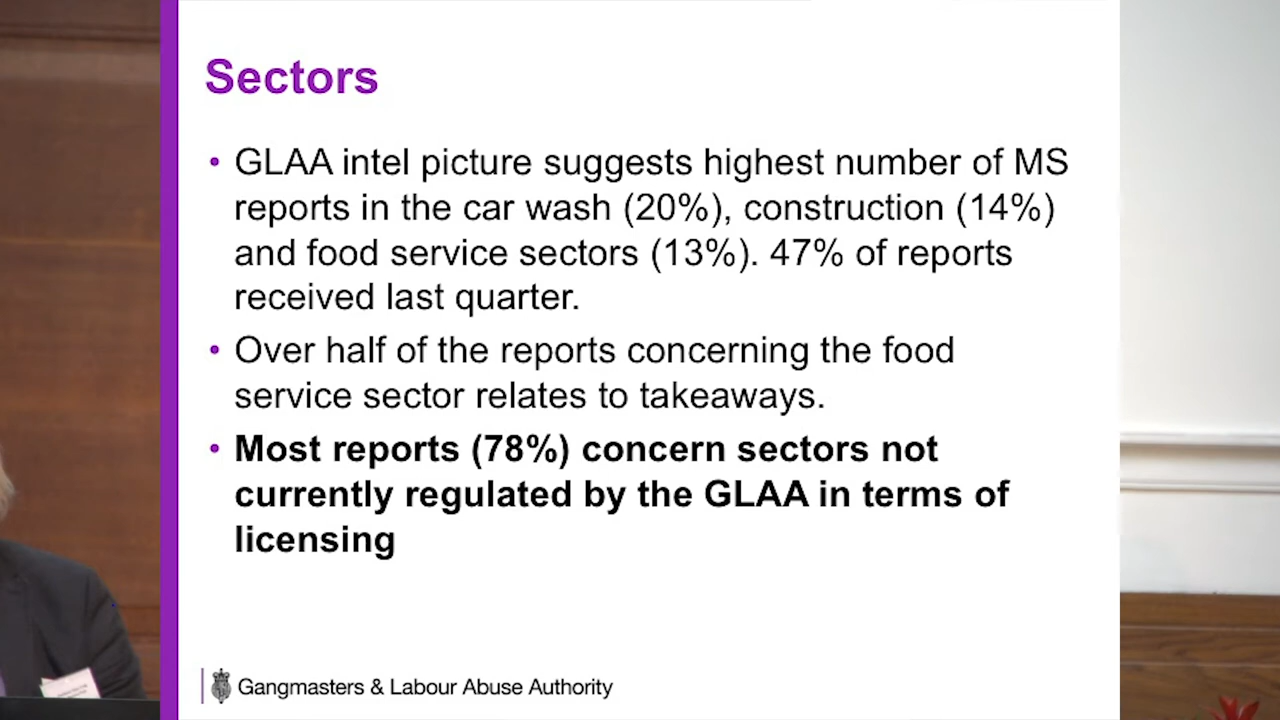 Sectors
• GLAA intel picture suggests highest number of MS
reports in the car wash (20%), construction (14%)
and food service sectors (13%). 47% of reports
received last quarter.
• Over half of the reports concerning the food
service sector relates to takeaways.
• Most reports (78%) concern sectors not
currently regulated by the GLAA in terms of
licensing
Gangmasters & Labour Abuse Authority